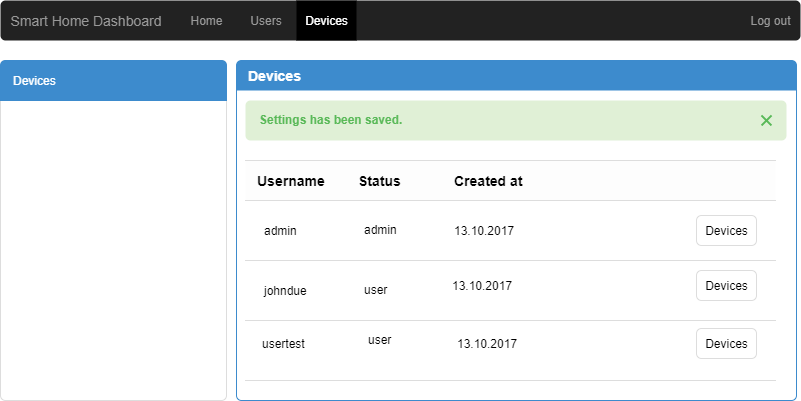 Smart Home Dashboard Home Users Devices Log out
Devices
Devices
Settings has been saved.
Username Status Created at
admin admin 13.10.2017 Devices
johndue user 13.10.2017 Devices
usertest user 13.10.2017 Devices